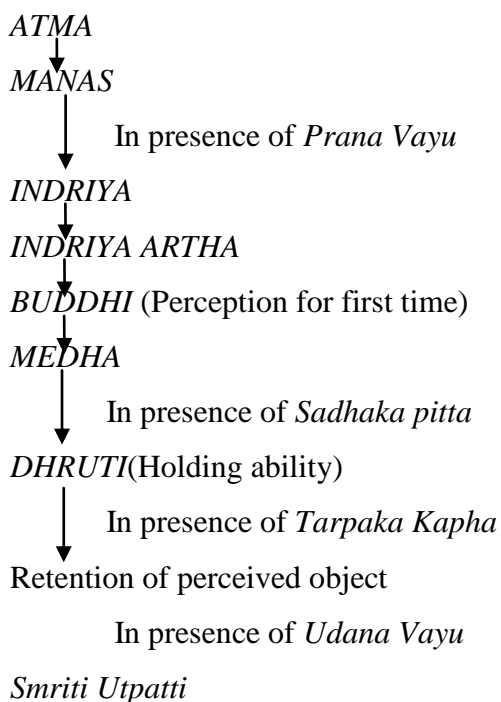 ATMA
MANAS
In presence of Prana Vayu
INDRIYA
INDRIYA ARTHA
BUDDHI (Perception for first time)
MEDHA
In presence of Sadhaka pitta
DHRUTI(Holding ability)
In presence of Tarpaka Kapha
Retention of perceived object
In presence of Udana Vayu
Smriti Utpatti